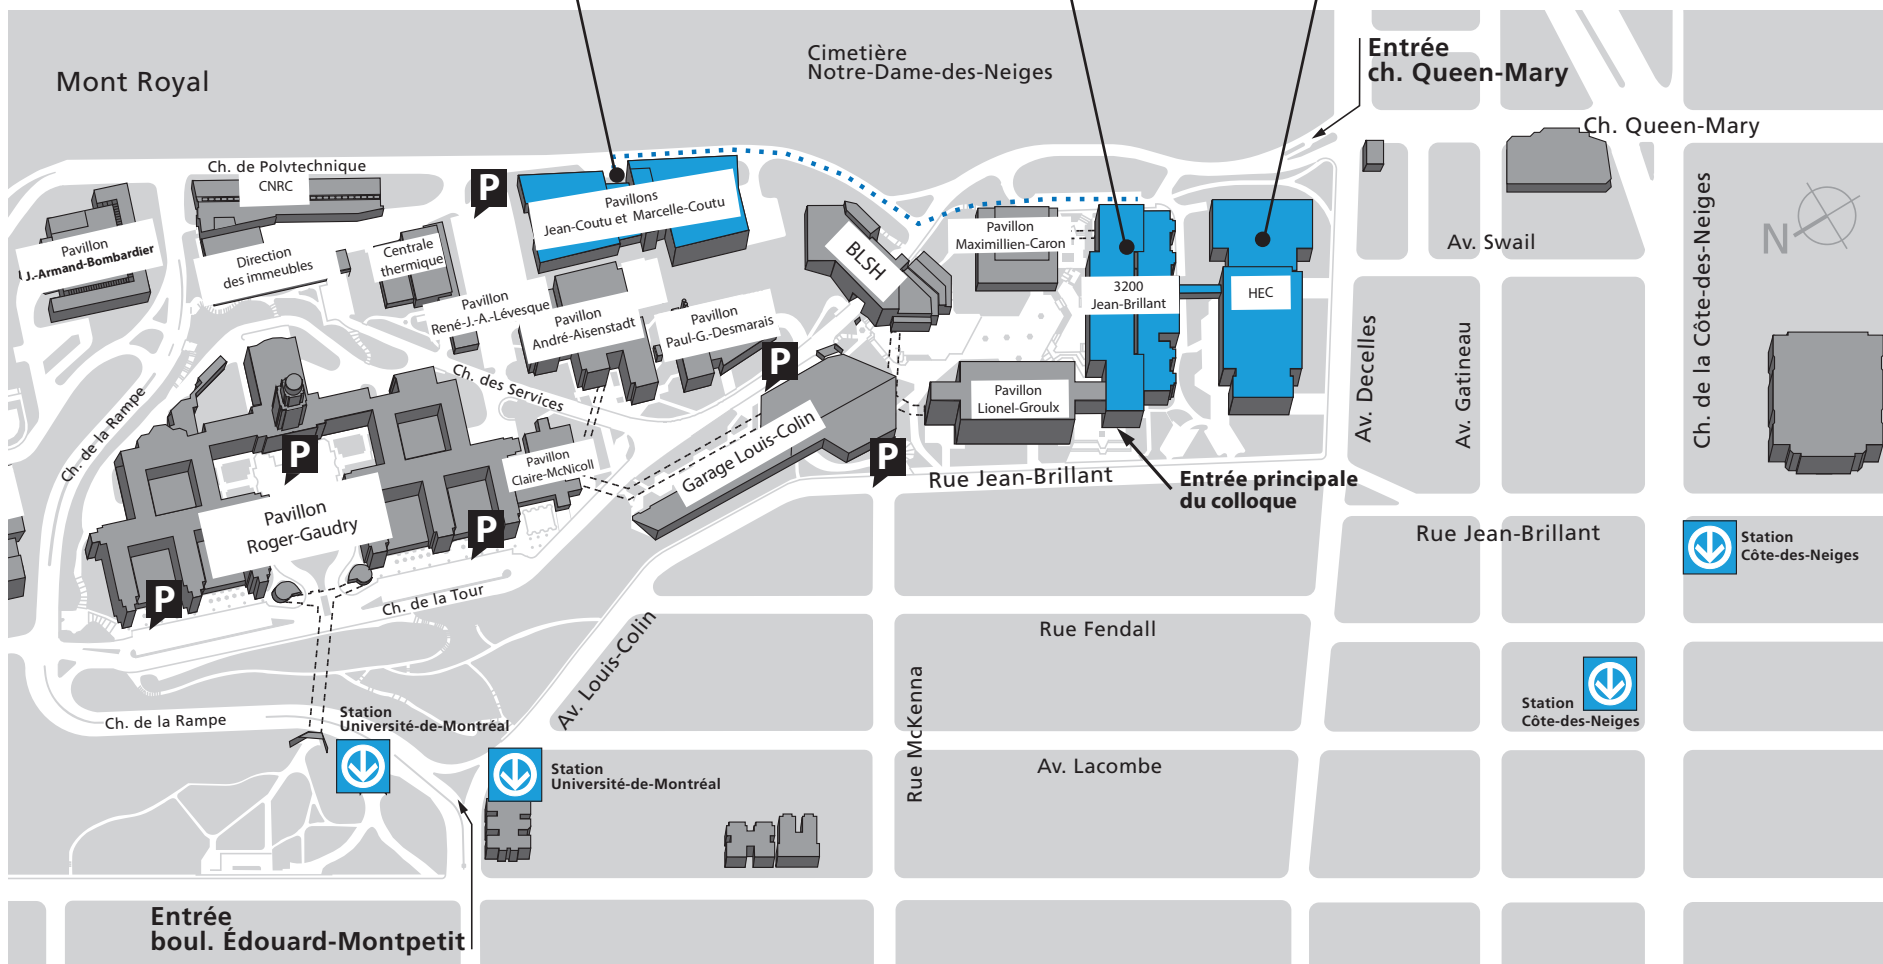 Mont Royal
Cimetière
Notre-Dame-des-Neiges
Entrée
ch. Queen-Mary
Ch. Queen-Mary
Ch. de Polytechnique
CNRC
P
Pavillons
Jean-Coutu et Marcelle-Coutu
Pavillon
J.-Armand-Bombardier
Direction
des immeubles
Centrale
thermique
BLSH
Pavillon
Maximillien-Caron
Av. Swail
N
Ch. de la Côte-des-Neiges
3200
Jean-Brillant
HEC
Pavillon
René-J.-A.-Lévesque
Pavillon
André-Aisenstadt
Pavillon
Paul-G.-Desmarais
P
Ch. des Services
Pavillon
Lionel-Groulx
Av. Decelles
Av. Gatineau
Ch. de la Rampe
P
Pavillon
Claire-McNicoll
Garage Louis-Colin
P
Rue Jean-Brillant
Entrée principale
du colloque
Pavillon
Roger-Gaudry
P
Rue Jean-Brillant
Station
Côte-des-Neiges
P
Ch. de la Tour
Rue Fendall
Av. Louis-Colin
Rue McKenna
Station
Côte-des-Neiges
Ch. de la Rampe
Station
Université-de-Montréal
Station
Université-de-Montréal
Av. Lacombe
Entrée
boul. Édouard-Montpetit